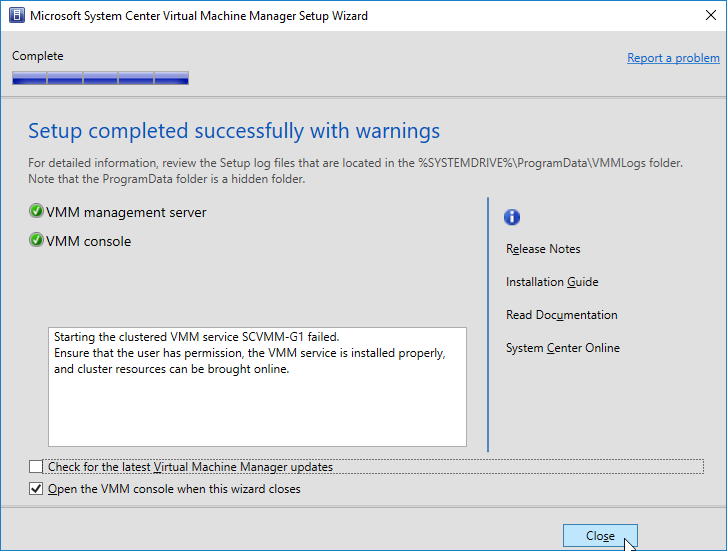 Microsoft System Center Virtual Machine Manager Setup Wizard
Complete
Report a problem
Setup completed successfully with warnings
For detailed information, review the Setup log files that are located in the %SYSTEMDRIVE%\ProgramData\VMMLogs folder.
Note that the ProgramData folder is a hidden folder.
VMM management server
VMM console
Release Notes
Installation Guide
Read Documentation
System Center Online
Starting the clustered VMM service SCVMM-G1 failed.
Ensure that the user has permission, the VMM service is installed properly,
and cluster resources can be brought online.
Check for the latest Virtual Machine Manager updates
Open the VMM console when this wizard closes
Close